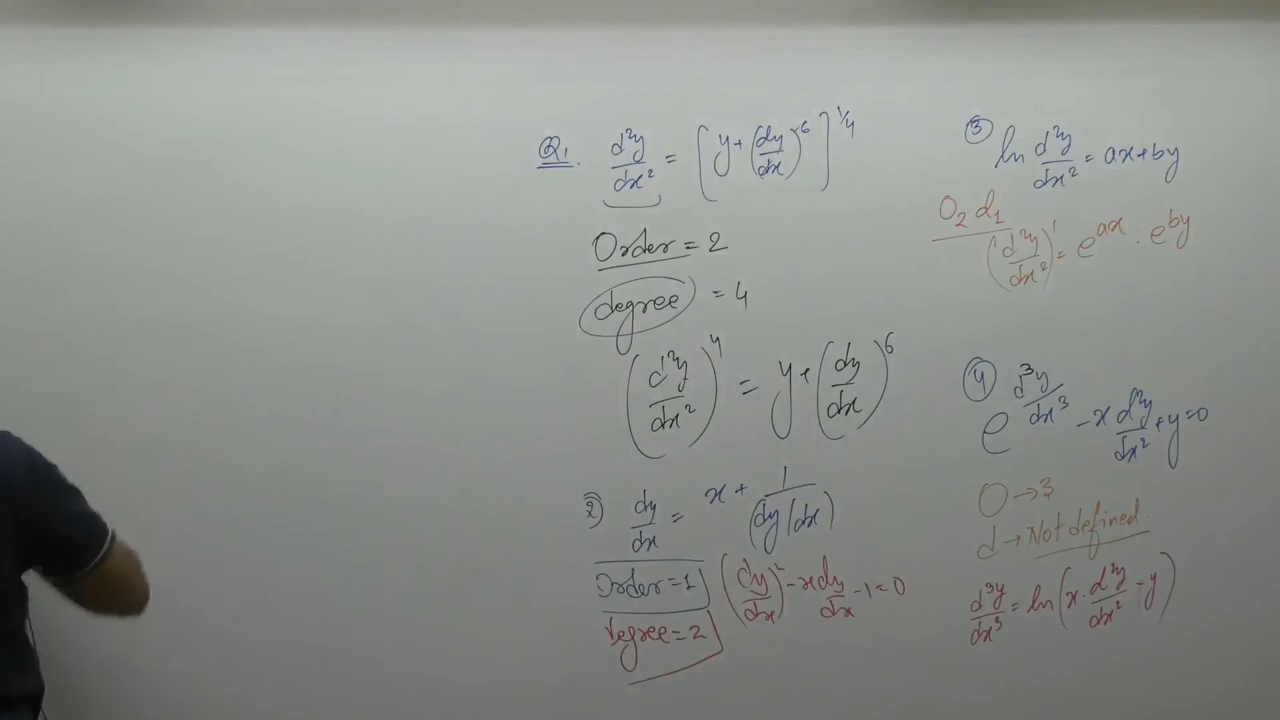 Q1. d²y/dx² = [y + (dy/dx)⁶]^1/4
Order = 2
degree = 4
(d²y/dx²)⁴ = y + (dy/dx)⁶
2) dy/dx = x + 1/(dy/dx)
Order = 1
degree = 2
(dy/dx)² - x dy/dx - 1 = 0
③ ln d²y/dx² = ax + by
O2 d1
(d²y/dx²)¹ = e^ax · e^by
④ e^(d³y/dx³) - x d²y/dx² + y = 0
O → 3
d → Not defined.
d³y/dx³ = ln(x · d²y/dx² - y)